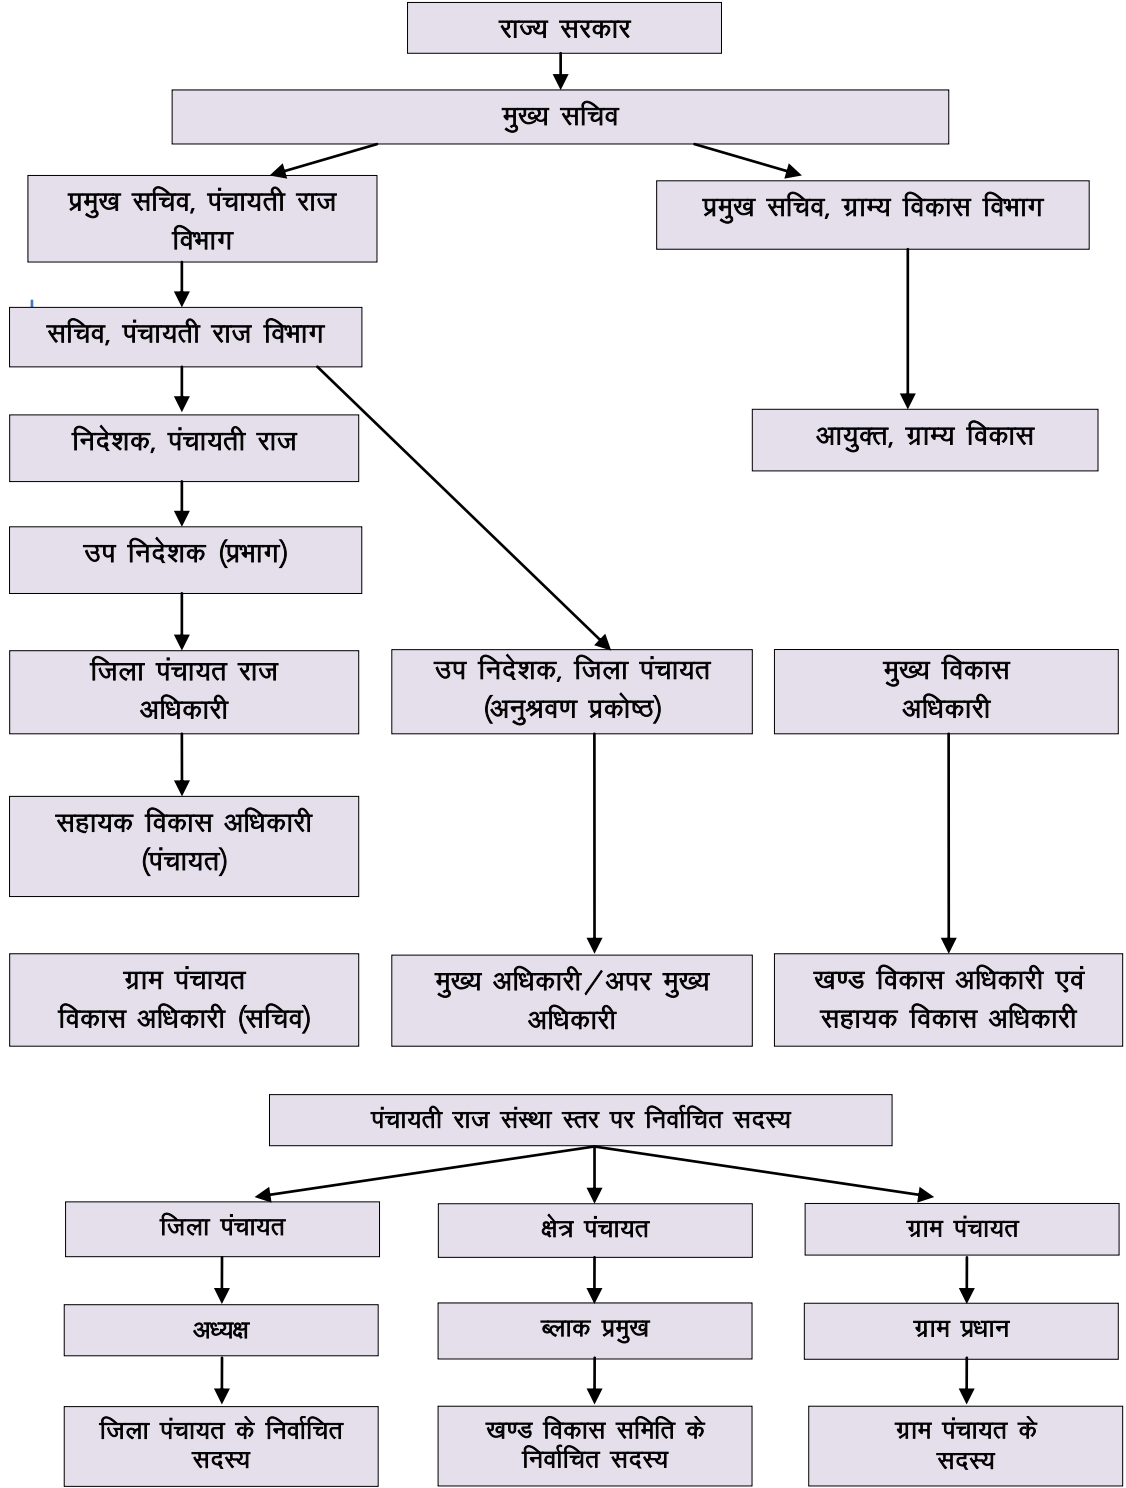 राज्य सरकार
मुख्य सचिव
प्रमुख सचिव, पंचायती राज
विभाग
प्रमुख सचिव, ग्राम्य विकास विभाग
सचिव, पंचायती राज विभाग
निदेशक, पंचायती राज
आयुक्त, ग्राम्य विकास
उप निदेशक (प्रभाग)
जिला पंचायत राज
अधिकारी
उप निदेशक, जिला पंचायत
(अनुश्रवण प्रकोष्ठ)
मुख्य विकास
अधिकारी
सहायक विकास अधिकारी
(पंचायत)
ग्राम पंचायत
विकास अधिकारी (सचिव)
मुख्य अधिकारी/अपर मुख्य
अधिकारी
खण्ड विकास अधिकारी एवं
सहायक विकास अधिकारी
पंचायती राज संस्था स्तर पर निर्वाचित सदस्य
जिला पंचायत
क्षेत्र पंचायत
ग्राम पंचायत
अध्यक्ष
ब्लाक प्रमुख
ग्राम प्रधान
जिला पंचायत के निर्वाचित
सदस्य
खण्ड विकास समिति के
निर्वाचित सदस्य
ग्राम पंचायत के
सदस्य